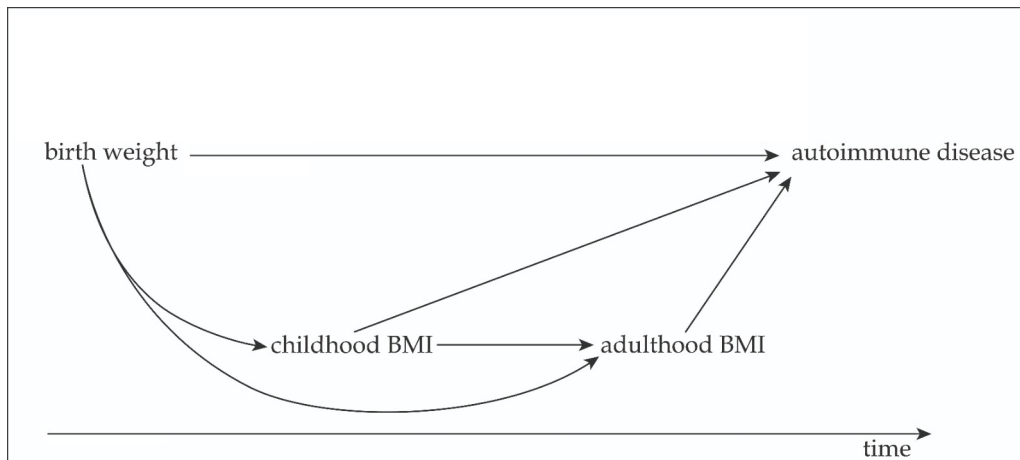 birth weight
autoimmune disease
childhood BMI
adulthood BMI
time